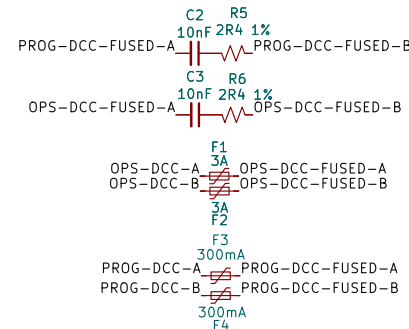 C2 R5
10nF 2R4 1%
PROG-DCC-FUSED-A PROG-DCC-FUSED-B
C3 R6
10nF 2R4 1%
OPS-DCC-FUSED-A OPS-DCC-FUSED-B
F1
3A
OPS-DCC-A OPS-DCC-FUSED-A
OPS-DCC-B OPS-DCC-FUSED-B
3A
F2
F3
300mA
PROG-DCC-A PROG-DCC-FUSED-A
PROG-DCC-B PROG-DCC-FUSED-B
300mA
F4